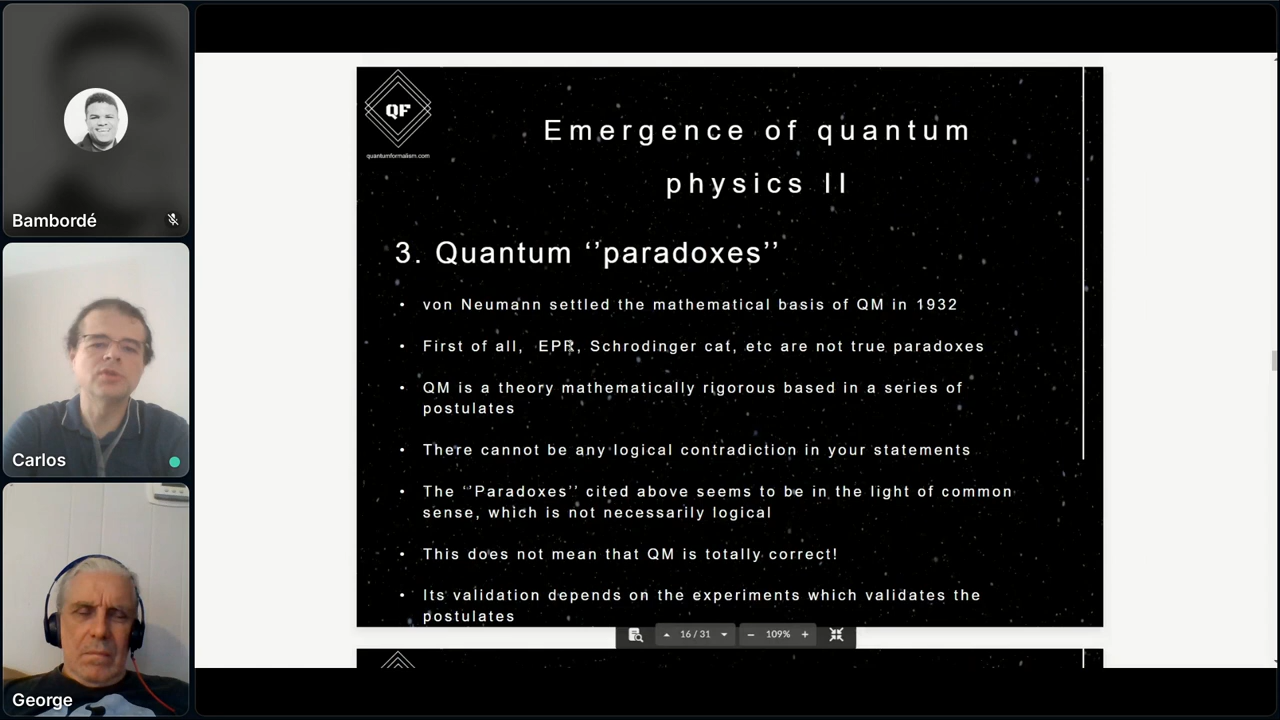 Bambordé
Carlos
George
QF
quantumformalism.com
Emergence of quantum
physics II
3. Quantum ‘’paradoxes’’
• von Neumann settled the mathematical basis of QM in 1932
• First of all, EPR, Schrodinger cat, etc are not true paradoxes
• QM is a theory mathematically rigorous based in a series of
postulates
• There cannot be any logical contradiction in your statements
• The ‘’Paradoxes’’ cited above seems to be in the light of common
sense, which is not necessarily logical
• This does not mean that QM is totally correct!
• Its validation depends on the experiments which validates the
postulates
16 / 31
109%